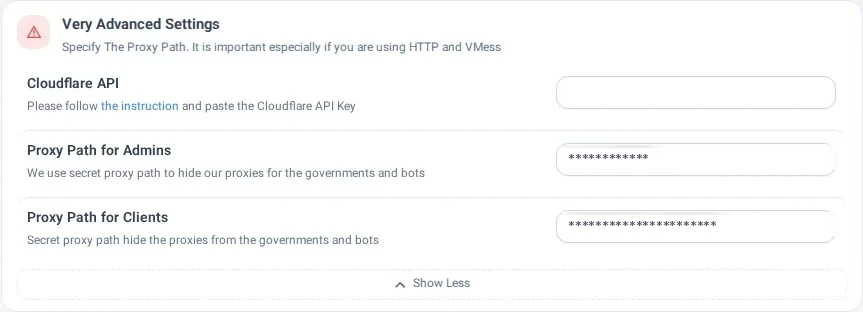 Very Advanced Settings
Specify The Proxy Path. It is important especially if you are using HTTP and VMess
Cloudflare API
Please follow the instruction and paste the Cloudflare API Key
Proxy Path for Admins
We use secret proxy path to hide our proxies for the governments and bots
************
Proxy Path for Clients
Secret proxy path hide the proxies from the governments and bots
**********************
Show Less